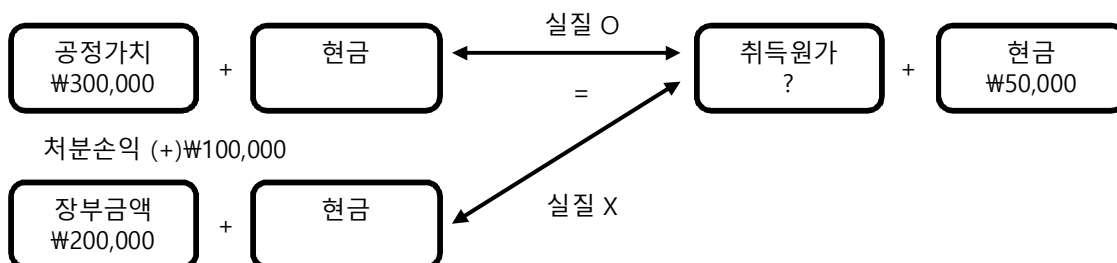 실질 O
공정가치
₩300,000
+
현금
취득원가
?
+
현금
₩50,000
=
처분손익 (+)₩100,000
장부금액
₩200,000
+
현금
실질 X